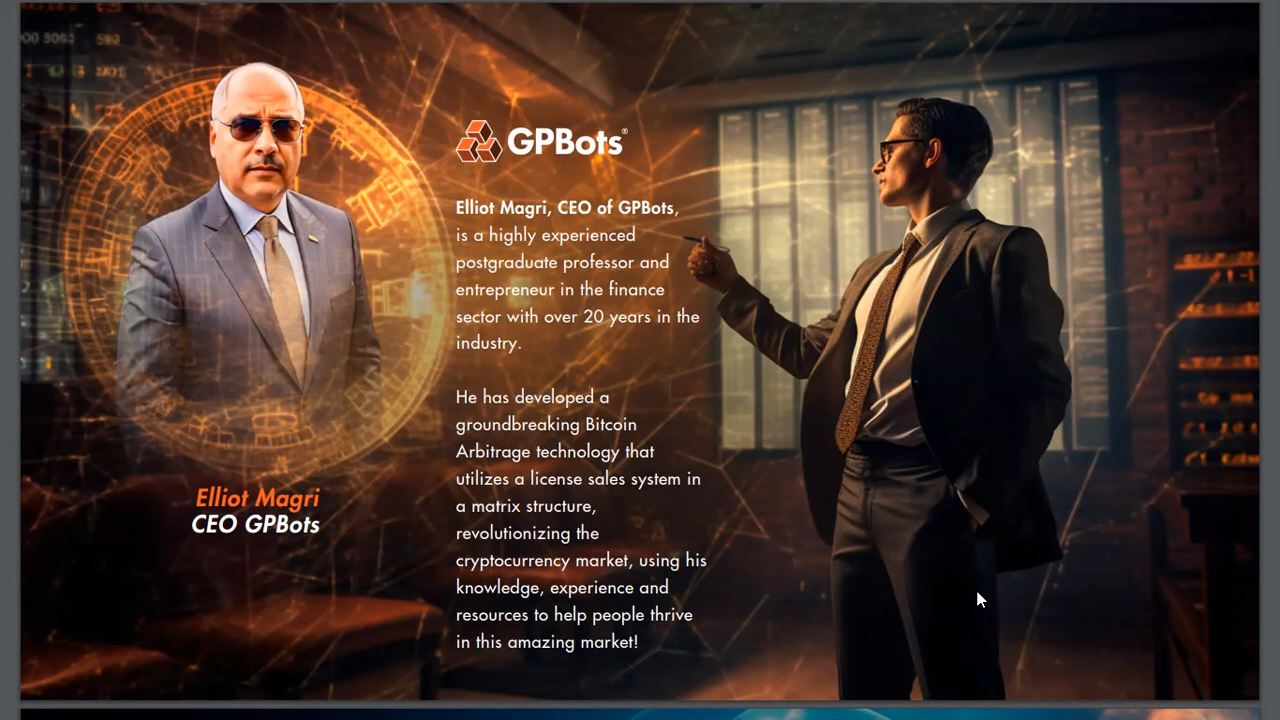 GPBots®
Elliot Magri, CEO of GPBots,
is a highly experienced
postgraduate professor and
entrepreneur in the finance
sector with over 20 years in the
industry.
He has developed a
groundbreaking Bitcoin
Arbitrage technology that
utilizes a license sales system in
a matrix structure,
revolutionizing the
cryptocurrency market, using his
knowledge, experience and
resources to help people thrive
in this amazing market!
Elliot Magri
CEO GPBots